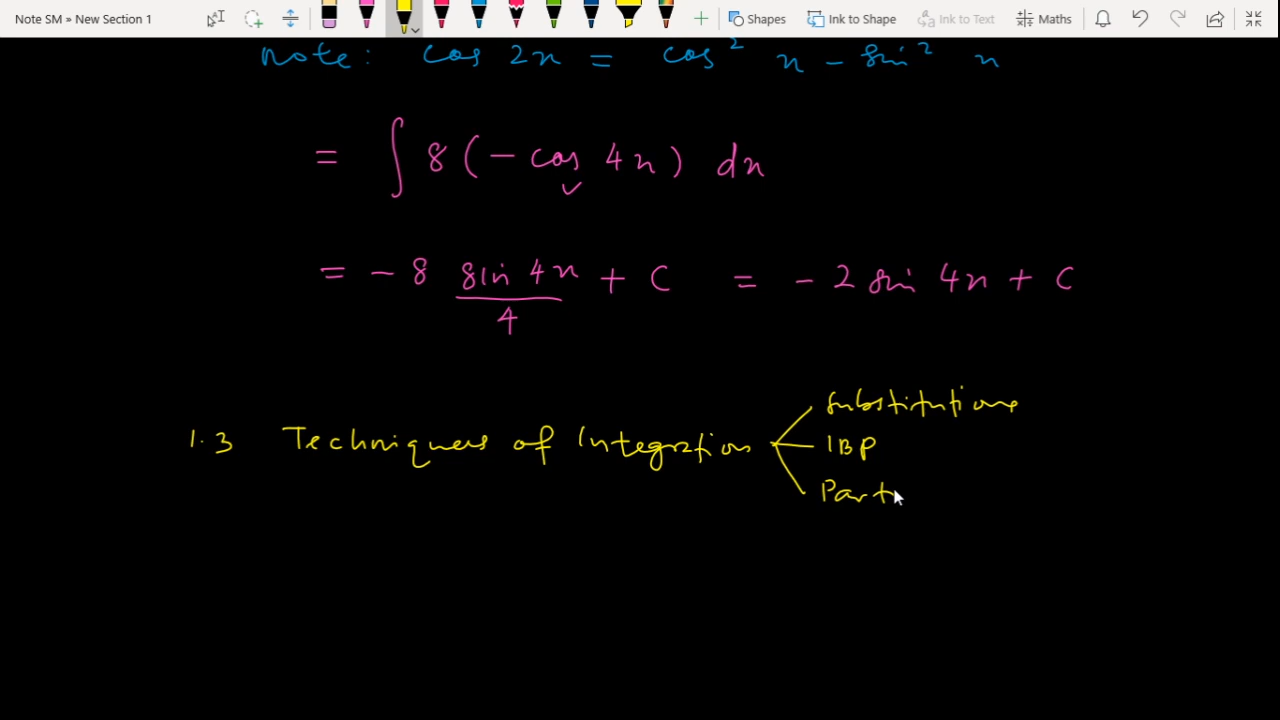 Note SM » New Section 1
Shapes
Ink to Shape
Ink to Text
Maths
Note: cos 2x = cos² x - sin² x
= ∫ 8 (- cos 4x) dx
= - 8 sin 4x / 4 + C = - 2 sin 4x + C
1.3 Techniques of Integration
Substitutions
IBP
Part